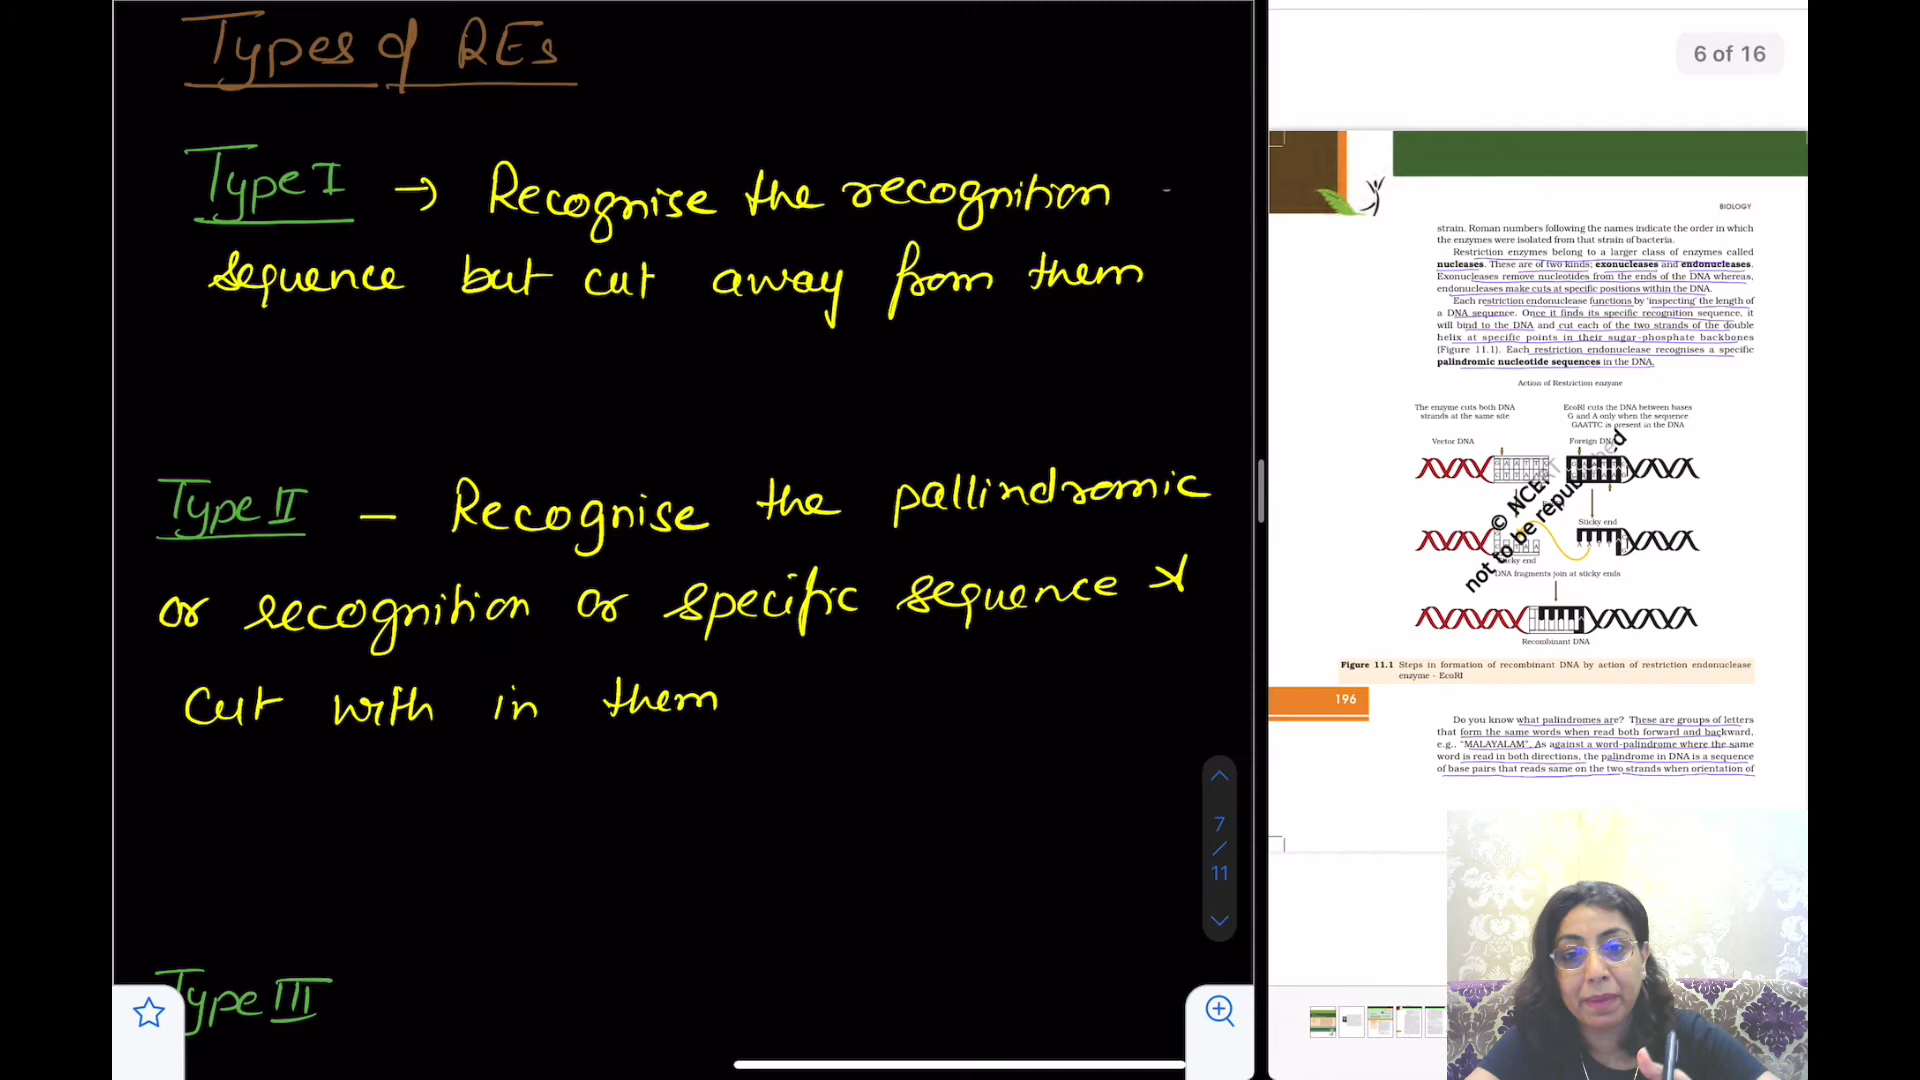 Types of REs
Type I → Recognise the recognition
sequence but cut away from them
Type II – Recognise the pallindromic
or recognition or specific sequence &
cut with in them
Type III
7
/
11
6 of 16
BIOLOGY
strain. Roman numbers following the names indicate the order in which
the enzymes were isolated from that strain of bacteria.
Restriction enzymes belong to a larger class of enzymes called
nucleases. These are of two kinds; exonucleases and endonucleases.
Exonucleases remove nucleotides from the ends of the DNA whereas,
endonucleases make cuts at specific positions within the DNA.
Each restriction endonuclease functions by 'inspecting' the length of
a DNA sequence. Once it finds its specific recognition sequence, it
will bind to the DNA and cut each of the two strands of the double
helix at specific points in their sugar-phosphate backbones
(Figure 11.1). Each restriction endonuclease recognises a specific
palindromic nucleotide sequences in the DNA.
Action of Restriction enzyme
The enzyme cuts both DNA
strands at the same site
EcoRI cuts the DNA between bases
G and A only when the sequence
GAATTC is present in the DNA
Vector DNA
Foreign DNA
Sticky end
DNA fragments join at sticky ends
Recombinant DNA
Figure 11.1 Steps in formation of recombinant DNA by action of restriction endonuclease
enzyme - EcoRI
196
Do you know what palindromes are? These are groups of letters
that form the same words when read both forward and backward,
e.g., "MALAYALAM". As against a word-palindrome where the same
word is read in both directions, the palindrome in DNA is a sequence
of base pairs that reads same on the two strands when orientation of